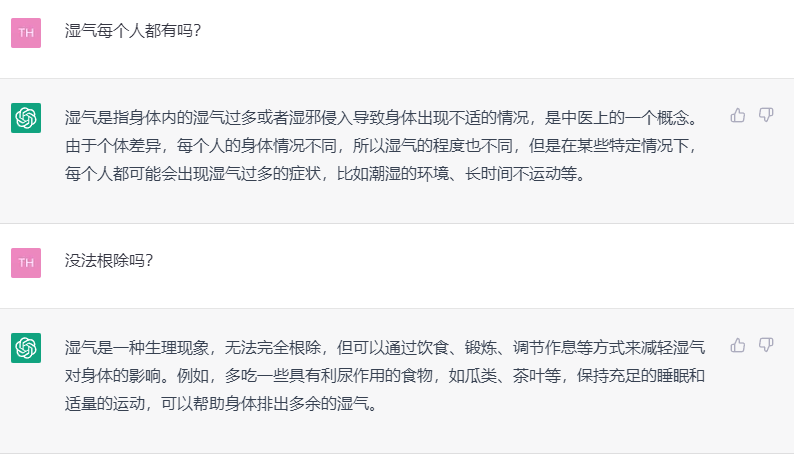 TH
湿气每个人都有吗?
湿气是指身体内的湿气过多或者湿邪侵入导致身体出现不适的情况，是中医上的一个概念。
由于个体差异，每个人的身体情况不同，所以湿气的程度也不同，但是在某些特定情况下，
每个人都可能会出现湿气过多的症状，比如潮湿的环境、长时间不运动等。
TH
没法根除吗?
湿气是一种生理现象，无法完全根除，但可以通过饮食、锻炼、调节作息等方式来减轻湿气
对身体的影响。例如，多吃一些具有利尿作用的食物，如瓜类、茶叶等，保持充足的睡眠和
适量的运动，可以帮助身体排出多余的湿气。